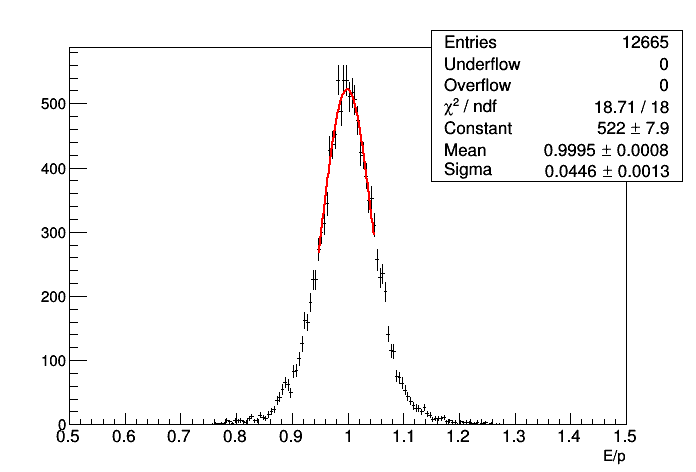 Entries 12665
Underflow 0
Overflow 0
χ² / ndf 18.71 / 18
Constant 522 ± 7.9
Mean 0.9995 ± 0.0008
Sigma 0.0446 ± 0.0013
500
400
300
200
100
0
0.5 0.6 0.7 0.8 0.9 1 1.1 1.2 1.3 1.4 1.5
E/p